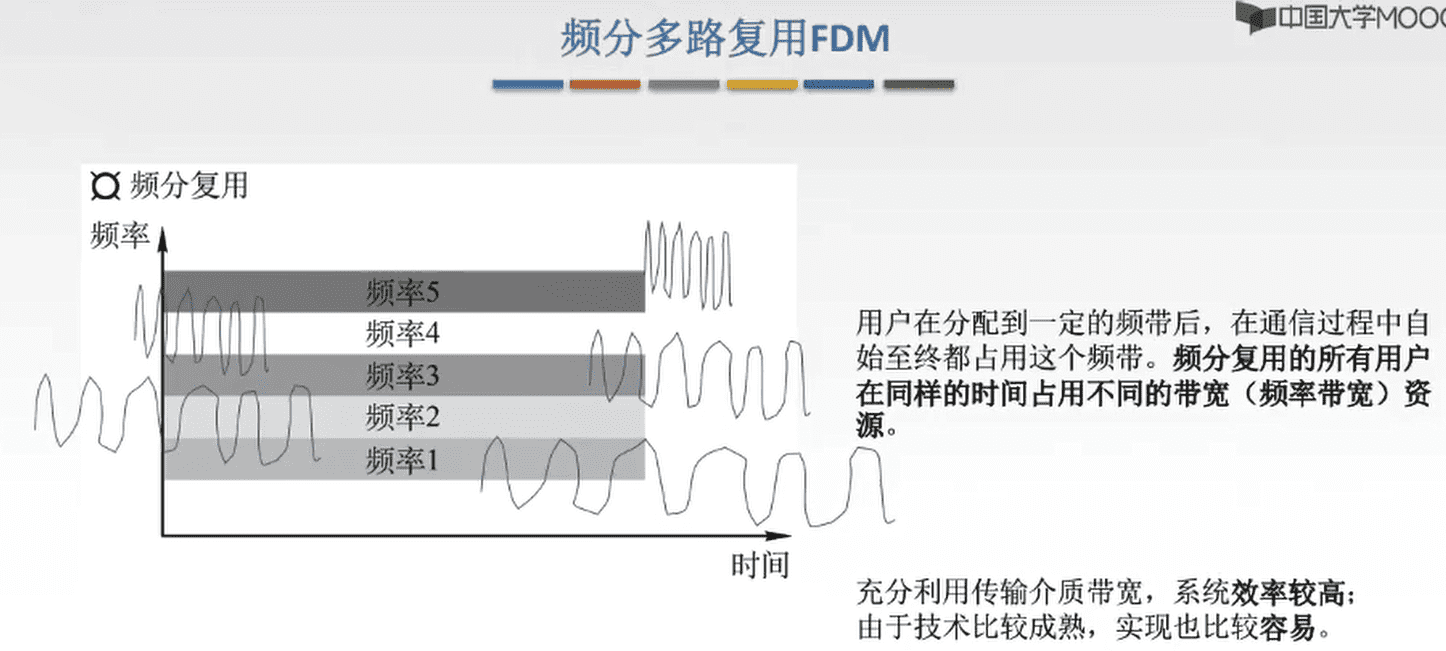 中国大学MOOC
频分多路复用FDM
频分复用
频率
频率5
频率4
频率3
频率2
频率1
时间
用户在分配到一定的频带后，在通信过程中自
始至终都占用这个频带。频分复用的所有用户
在同样的时间占用不同的带宽（频率带宽）资
源。
充分利用传输介质带宽，系统效率较高；
由于技术比较成熟，实现也比较容易。